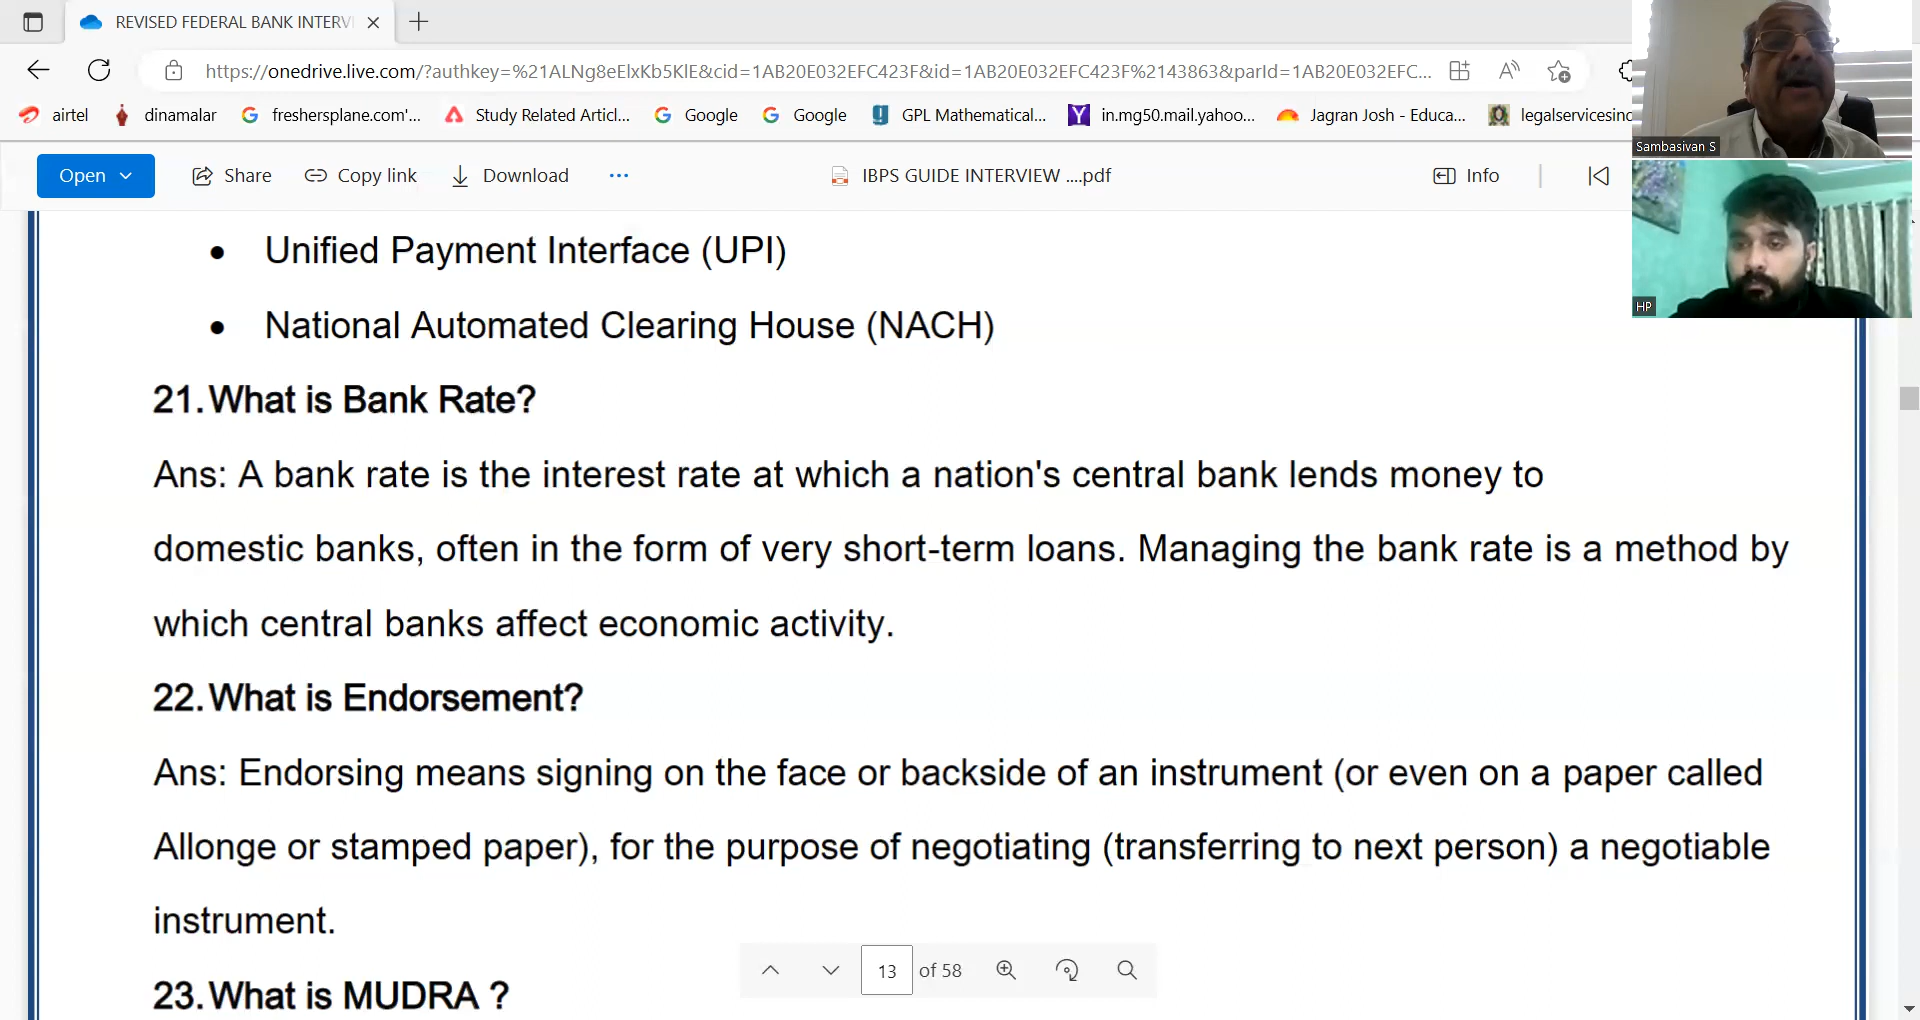 REVISED FEDERAL BANK INTERV
https://onedrive.live.com/?authkey=%21ALNg8eElxKb5KlE&cid=1AB20E032EFC423F&id=1AB20E032EFC423F%2143863&parId=1AB20E032EFC...
airtel dinamalar freshersplane.com'... Study Related Articl... Google Google GPL Mathematical... in.mg50.mail.yahoo... Jagran Josh - Educa... legalservicesind
Open Share Copy link Download ... IBPS GUIDE INTERVIEW ....pdf Info
Sambasivan S
HP
• Unified Payment Interface (UPI)
• National Automated Clearing House (NACH)
21. What is Bank Rate?
Ans: A bank rate is the interest rate at which a nation's central bank lends money to
domestic banks, often in the form of very short-term loans. Managing the bank rate is a method by
which central banks affect economic activity.
22. What is Endorsement?
Ans: Endorsing means signing on the face or backside of an instrument (or even on a paper called
Allonge or stamped paper), for the purpose of negotiating (transferring to next person) a negotiable
instrument.
23. What is MUDRA ?
13 of 58